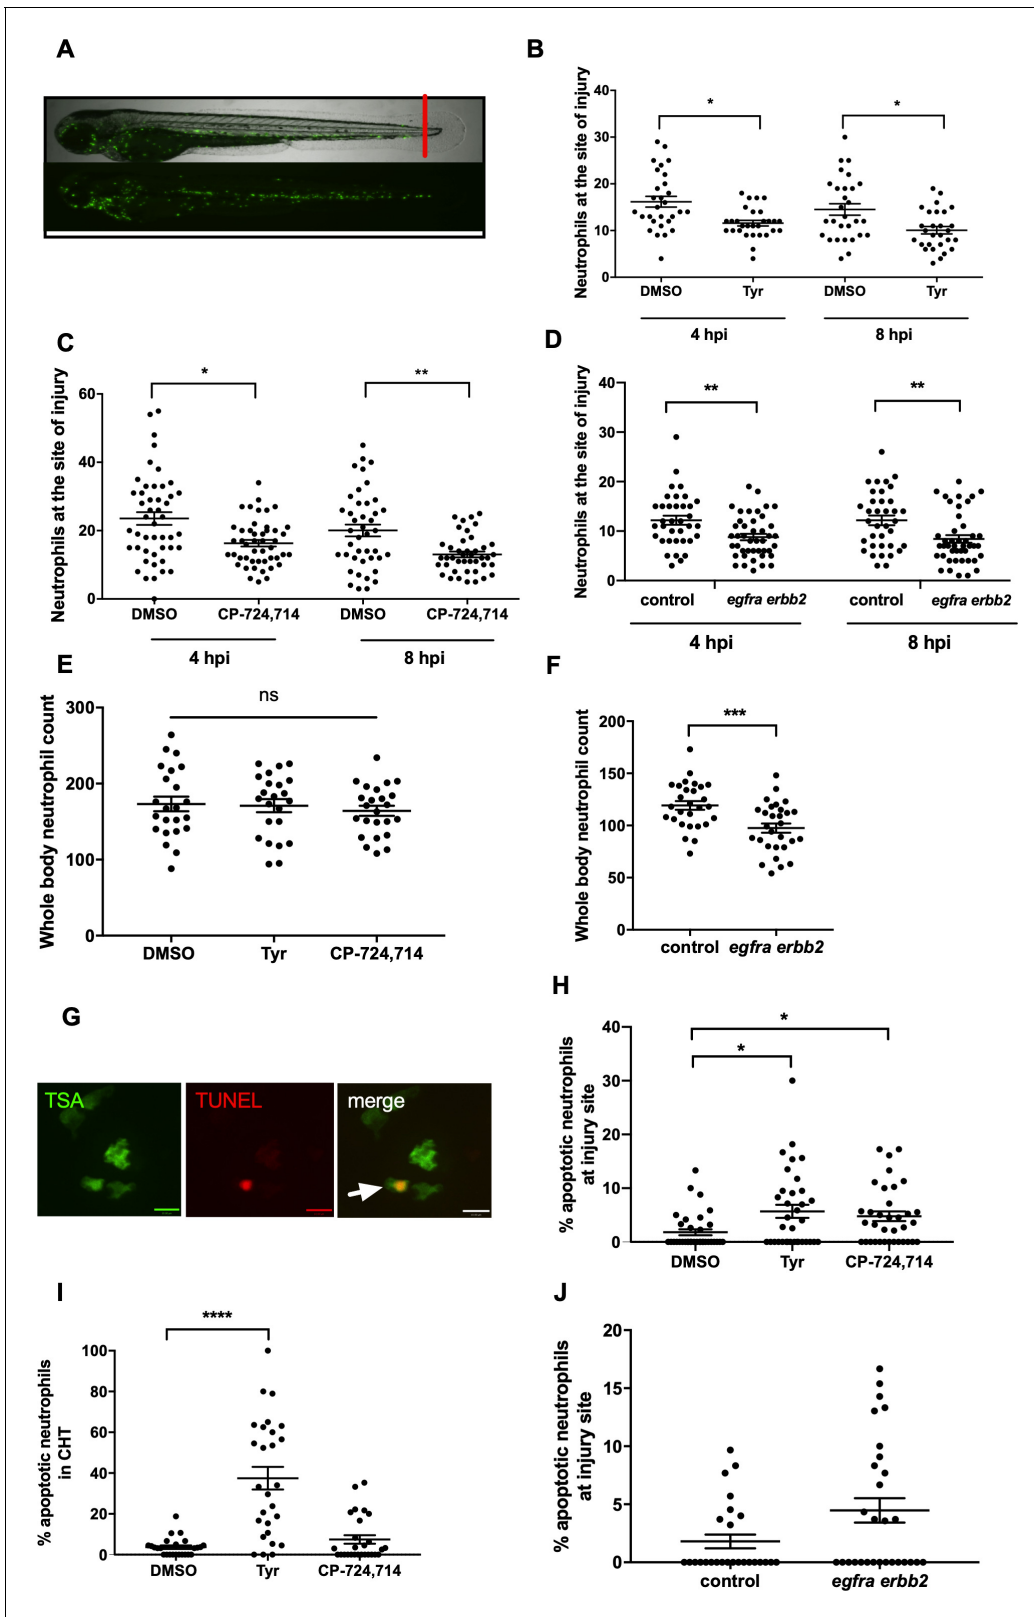 A
B
Neutrophils at the site of injury
40
30
20
10
0
*
*
DMSO Tyr DMSO Tyr
4 hpi 8 hpi
C
Neutrophils at the site of injury
60
40
20
0
*
**
DMSO CP-724,714 DMSO CP-724,714
4 hpi 8 hpi
D
Neutrophils at the site of injury
40
30
20
10
0
**
**
control egfra erbb2 control egfra erbb2
4 hpi 8 hpi
E
Whole body neutrophil count
300
200
100
0
ns
DMSO Tyr CP-724,714
F
Whole body neutrophil count
200
150
100
50
0
***
control egfra erbb2
G
TSA TUNEL merge
H
% apoptotic neutrophils
at injury site
40
30
20
10
0
*
*
DMSO Tyr CP-724,714
I
% apoptotic neutrophils
in CHT
100
80
60
40
20
0
****
DMSO Tyr CP-724,714
J
% apoptotic neutrophils
at injury site
20
15
10
5
0
control egfra erbb2